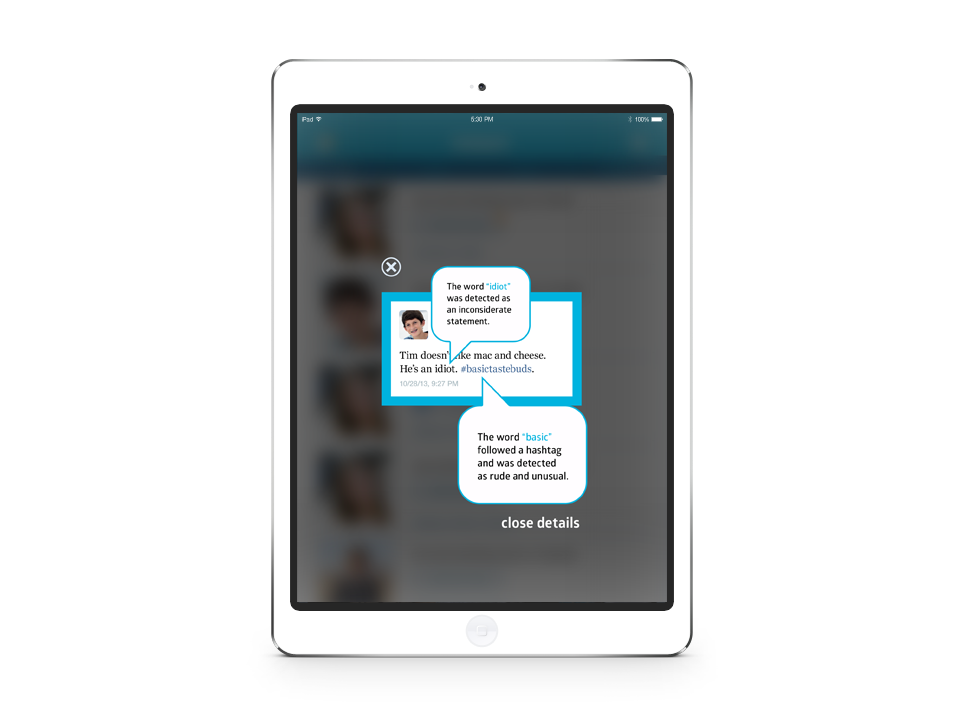 iPad
5:30 PM
100%
The word “idiot”
was detected as
an inconsiderate
statement.
Tim doesn't like mac and cheese.
He's an idiot. #basictastebuds.
10/28/13, 9:27 PM
The word “basic”
followed a hashtag
and was detected
as rude and unusual.
close details